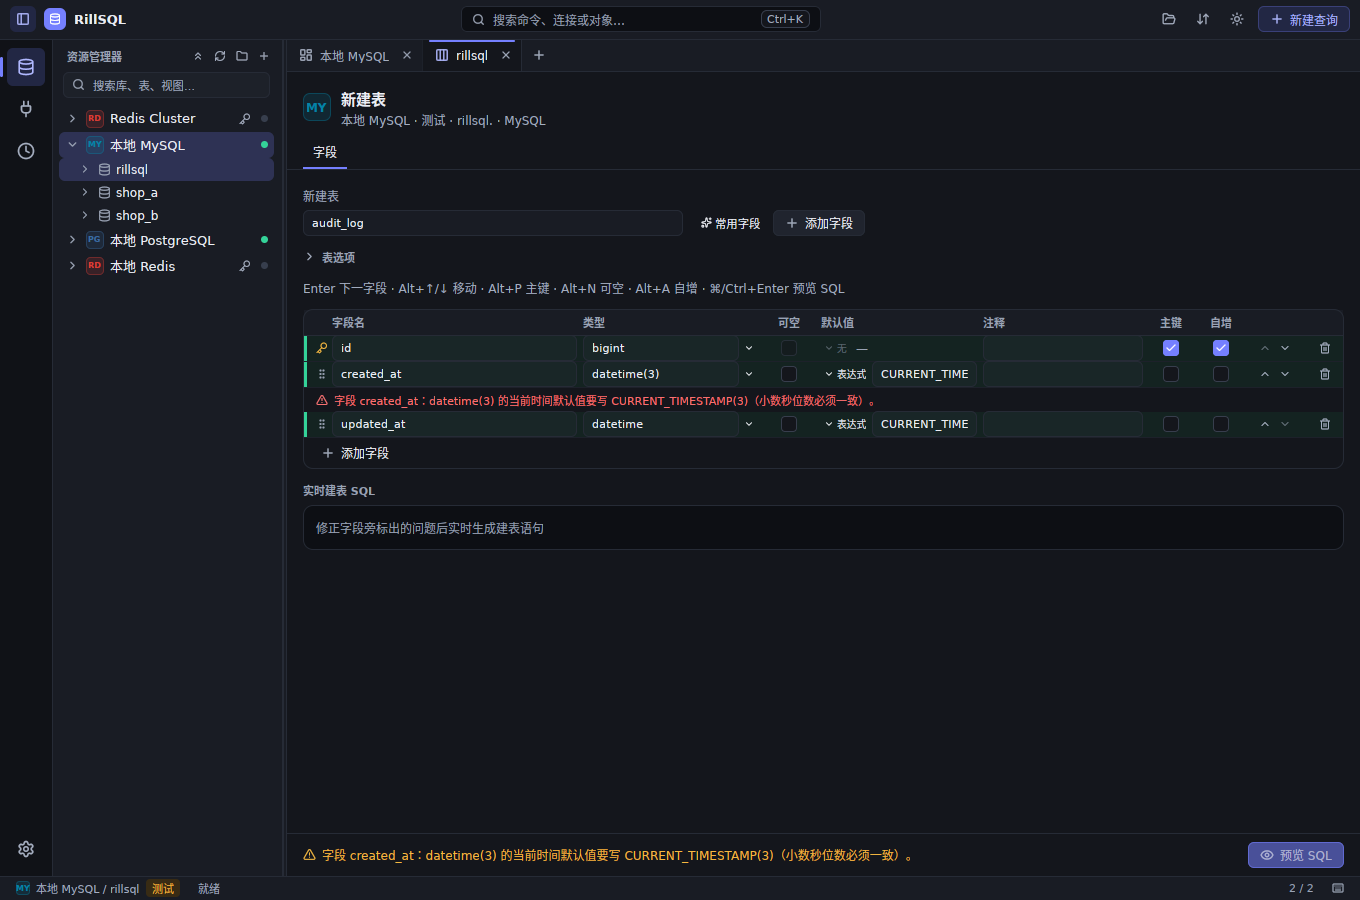 RillSQL
搜索命令、连接或对象... Ctrl+K
新建查询
资源管理器
搜索库、表、视图...
RD Redis Cluster
MY 本地 MySQL
rillsql
shop_a
shop_b
PG 本地 PostgreSQL
RD 本地 Redis
本地 MySQL
rillsql
MY
新建表
本地 MySQL · 测试 · rillsql. · MySQL
字段
新建表
audit_log 常用字段 添加字段
表选项
Enter 下一字段 · Alt+↑/↓ 移动 · Alt+P 主键 · Alt+N 可空 · Alt+A 自增 · ⌘/Ctrl+Enter 预览 SQL
字段名 类型 可空 默认值 注释 主键 自增
id bigint 无 —
created_at datetime(3) 表达式 CURRENT_TIME
字段 created_at：datetime(3) 的当前时间默认值要写 CURRENT_TIMESTAMP(3)（小数秒位数必须一致）。
updated_at datetime 表达式 CURRENT_TIME
添加字段
实时建表 SQL
修正字段旁标出的问题后实时生成建表语句
字段 created_at：datetime(3) 的当前时间默认值要写 CURRENT_TIMESTAMP(3)（小数秒位数必须一致）。
预览 SQL
MY 本地 MySQL / rillsql 测试 就绪 2 / 2